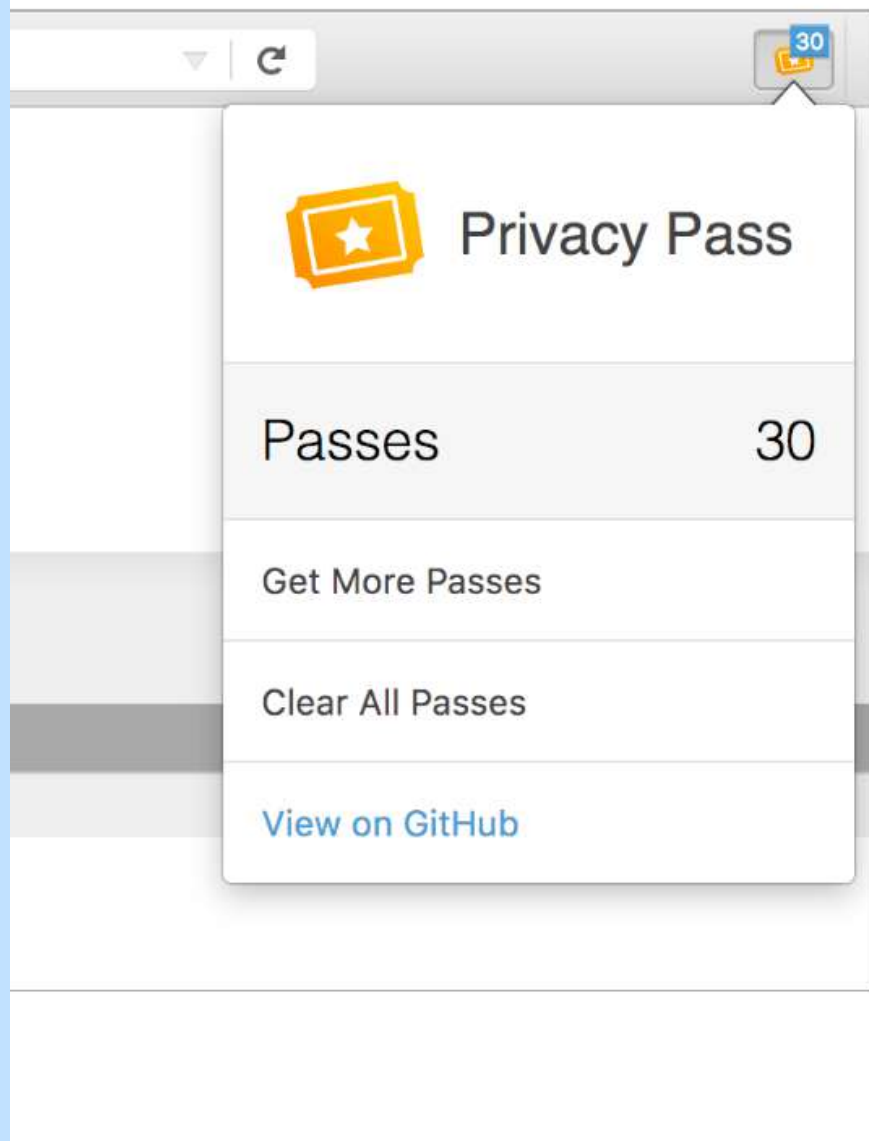 30
Privacy Pass
Passes 30
Get More Passes
Clear All Passes
View on GitHub